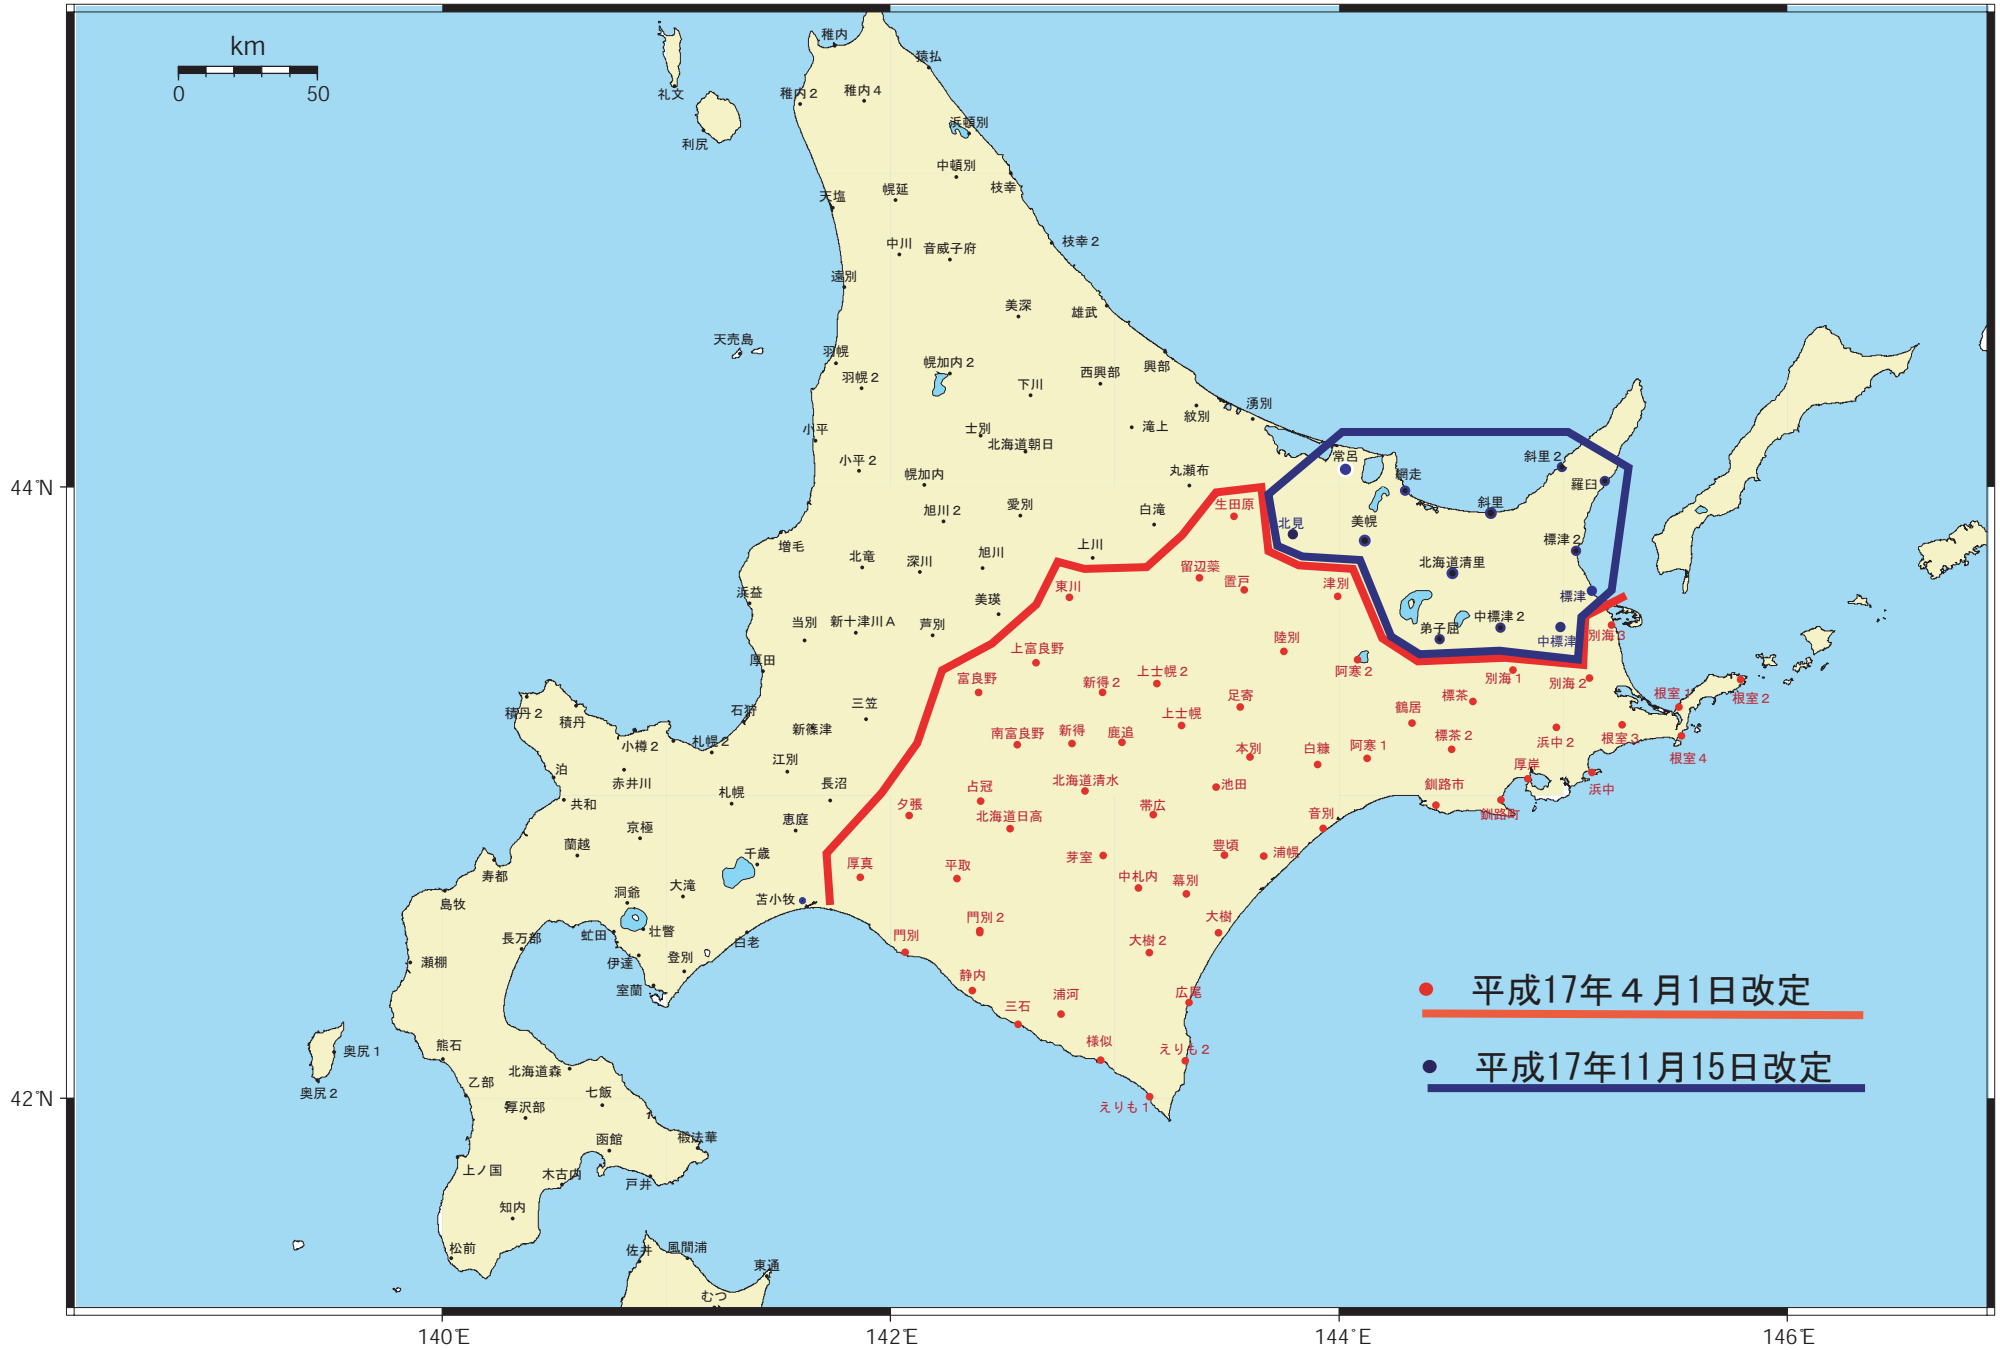 km
0 50
稚内
猿払
礼文
稚内2
稚内4
浜頓別
利尻
中頓別
枝幸
幌延
天塩
中川
音威子府
枝幸2
遠別
美深
雄武
天売島
羽幌
幌加内2
興部
羽幌2
下川
西興部
湧別
紋別
小平
士別
滝上
北海道朝日
常呂
斜里2
小平2
幌加内
丸瀬布
網走
羅臼
44°N
生田原
斜里
旭川2
愛別
白滝
北見
美幌
増毛
上川
標津2
北竜
深川
旭川
北海道清里
留辺蘂
置戸
津別
東川
浜益
美瑛
標津
当別
新十津川A
芦別
中標津2
弟子屈
中標津
別海3
陸別
上富良野
厚田
阿寒2
富良野
新得2
上士幌2
別海1
別海2
足寄
標茶
根室1
根室2
三笠
鶴居
石狩
積丹2
積丹
新篠津
上士幌
南富良野
新得
鹿追
標茶2
浜中2
根室3
小樽2
札幌2
本別
白糠
阿寒1
根室4
江別
泊
赤井川
長沼
北海道清水
池田
厚岸
浜中
共和
札幌
占冠
釧路市
夕張
北海道日高
帯広
音別
釧路町
恵庭
京極
蘭越
千歳
厚真
平取
芽室
豊頃
浦幌
寿都
中札内
幕別
洞爺
大滝
苫小牧
島牧
門別2
大樹
長万部
虻田
壮瞥
白老
門別
大樹2
瀬棚
伊達
登別
室蘭
静内
三石
浦河
広尾
平成17年4月1日改定
奥尻1
熊石
様似
えりも2
北海道森
平成17年11月15日改定
奥尻2
乙部
七飯
42°N
厚沢部
えりも1
函館
椴法華
上ノ国
木古内
戸井
知内
松前
佐井
風間浦
東通
むつ
140°E 142°E 144°E 146°E